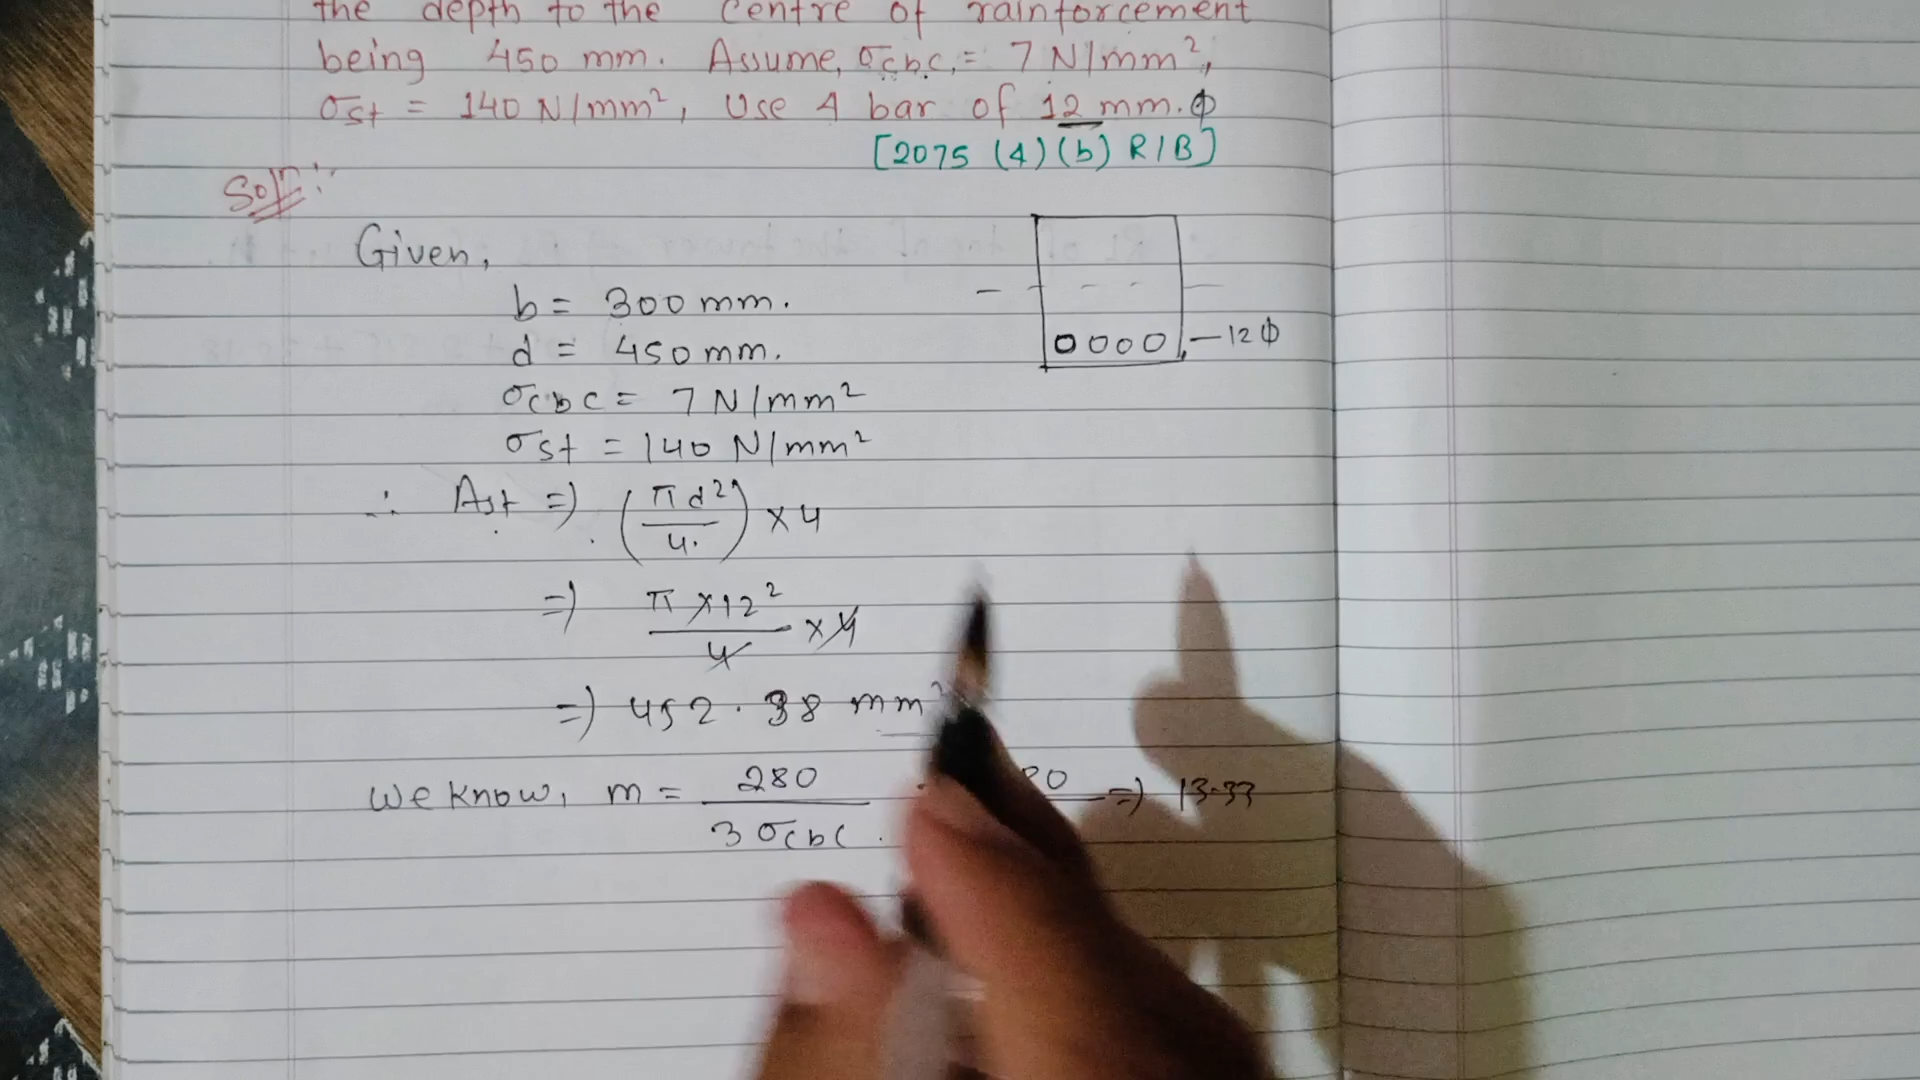 the depth to the centre of rainforcement
being 450 mm. Assume, σcbc, = 7 N/mm²,
σst = 140 N/mm², Use 4 bar of 12 mm. ϕ
[2075 (4)(b) R/B]
Soln:
Given,
b = 300 mm.
d = 450 mm.
σcbc = 7 N/mm²
σst = 140 N/mm²
0000 — 12 ϕ
∴ Ast => (πd²/4) × 4
=> π × 12²/4 × 4
=> 452.38 mm²
We know, m = 280/3σcbc => 13.33